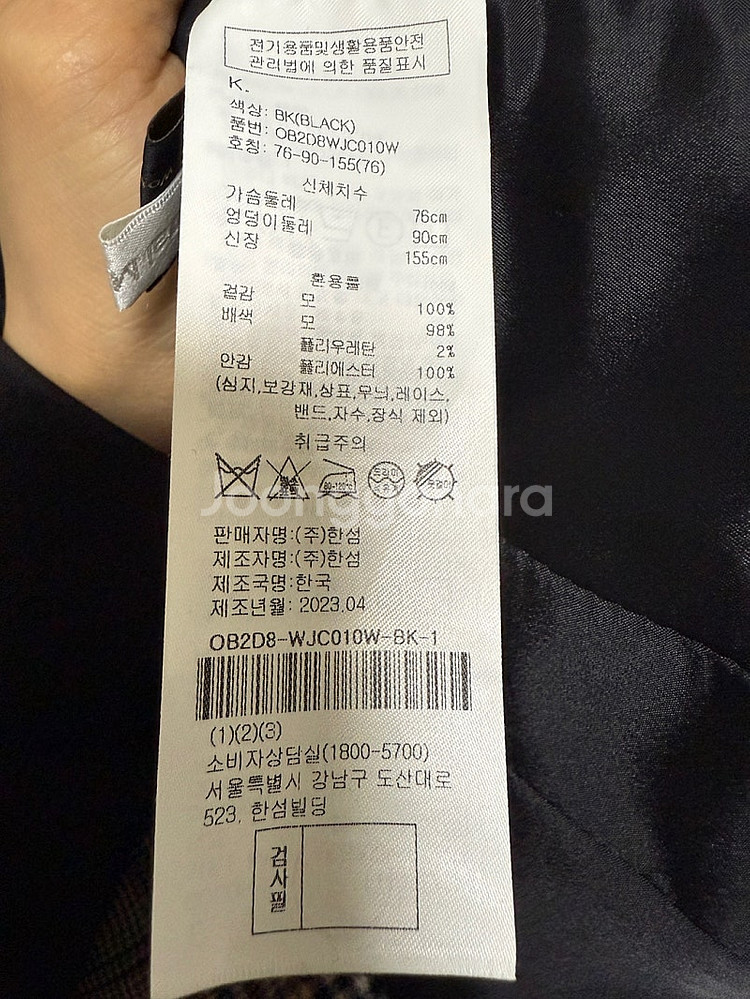 전기용품및생활용품안전
관리법에 의한 품질표시
K.
색상: BK(BLACK)
품번: OB2D8WJC010W
호칭: 76-90-155(76)
신체치수
가슴둘레 76cm
엉덩이둘레 90cm
신장 155cm
혼용률
겉감 모 100%
배색 모 98%
폴리우레탄 2%
안감 폴리에스터 100%
(심지,보강재,상표,무늬,레이스,
밴드,자수,장식 제외)
취급주의
80-120℃ 드라이
Joonggonara
판매자명:(주)한섬
제조자명:(주)한섬
제조국명:한국
제조년월: 2023.04
OB2D8-WJC010W-BK-1
(1)(2)(3)
소비자상담실(1800-5700)
서울특별시 강남구 도산대로
523, 한섬빌딩
검사필